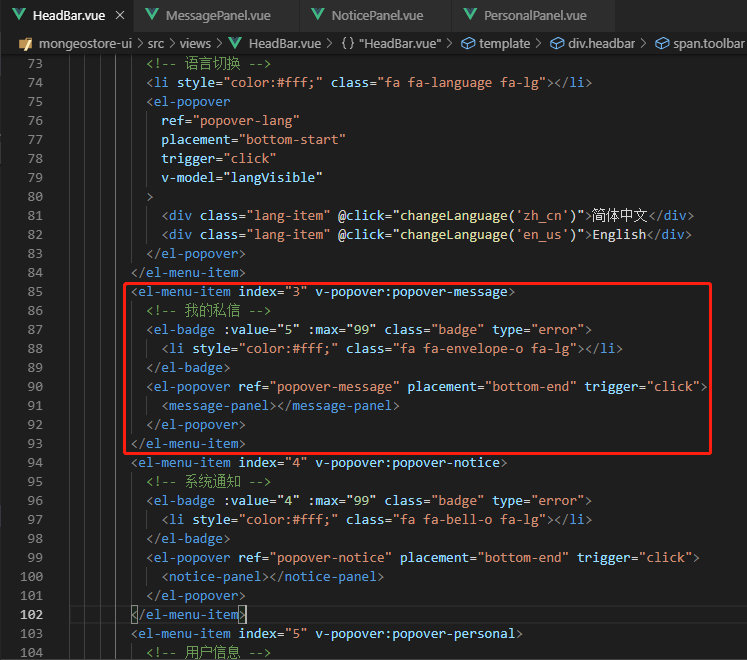 HeadBar.vue × MessagePanel.vue NoticePanel.vue PersonalPanel.vue
mongeostore-ui > src > views > HeadBar.vue > {} "HeadBar.vue" > template > div.headbar > span.toolbar
73 <!-- 语言切换 -->
74 <li style="color:#fff;" class="fa fa-language fa-lg"></li>
75 <el-popover
76 ref="popover-lang"
77 placement="bottom-start"
78 trigger="click"
79 v-model="langVisible"
80 >
81 <div class="lang-item" @click="changeLanguage('zh_cn')">简体中文</div>
82 <div class="lang-item" @click="changeLanguage('en_us')">English</div>
83 </el-popover>
84 </el-menu-item>
85 <el-menu-item index="3" v-popover:popover-message>
86 <!-- 我的私信 -->
87 <el-badge :value="5" :max="99" class="badge" type="error">
88 <li style="color:#fff;" class="fa fa-envelope-o fa-lg"></li>
89 </el-badge>
90 <el-popover ref="popover-message" placement="bottom-end" trigger="click">
91 <message-panel></message-panel>
92 </el-popover>
93 </el-menu-item>
94 <el-menu-item index="4" v-popover:popover-notice>
95 <!-- 系统通知 -->
96 <el-badge :value="4" :max="99" class="badge" type="error">
97 <li style="color:#fff;" class="fa fa-bell-o fa-lg"></li>
98 </el-badge>
99 <el-popover ref="popover-notice" placement="bottom-end" trigger="click">
100 <notice-panel></notice-panel>
101 </el-popover>
102 </el-menu-item>
103 <el-menu-item index="5" v-popover:popover-personal>
104 <!-- 用户信息 -->